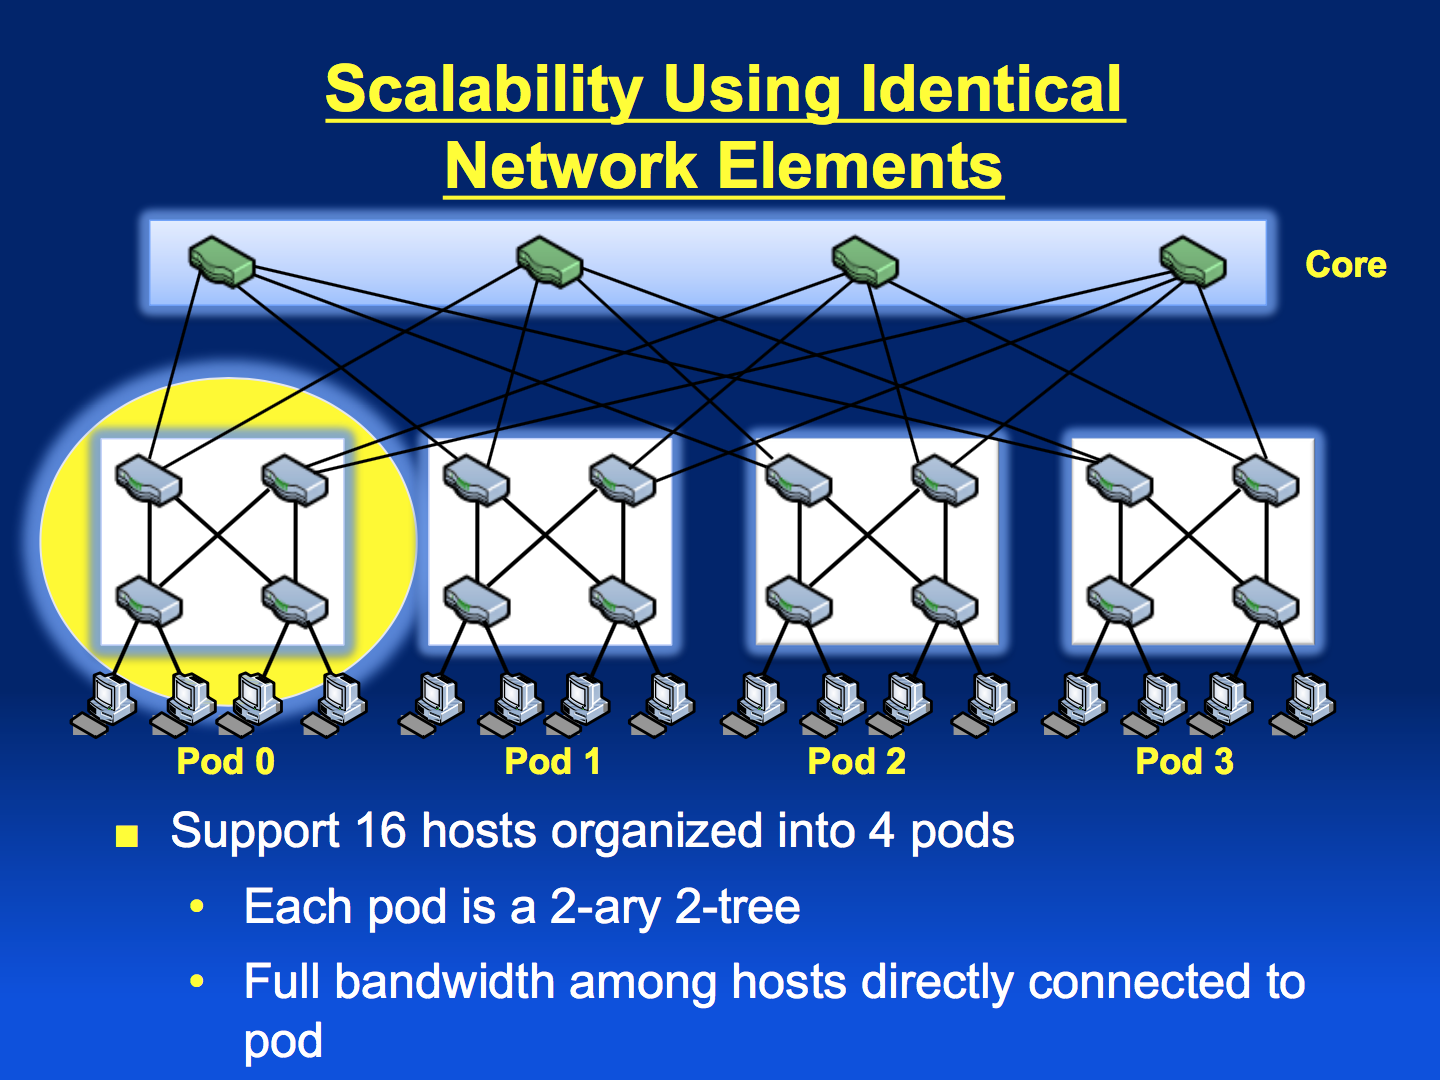 Scalability Using Identical
Network Elements
Core
Pod 0
Pod 1
Pod 2
Pod 3
■ Support 16 hosts organized into 4 pods
• Each pod is a 2-ary 2-tree
• Full bandwidth among hosts directly connected to
pod